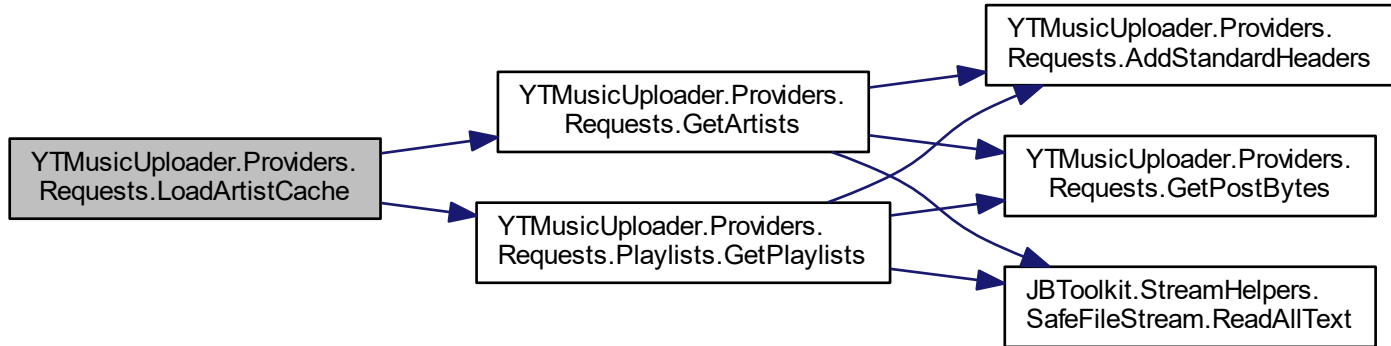 YTMusicUploader.Providers.
Requests.LoadArtistCache
YTMusicUploader.Providers.
Requests.GetArtists
YTMusicUploader.Providers.
Requests.Playlists.GetPlaylists
YTMusicUploader.Providers.
Requests.AddStandardHeaders
YTMusicUploader.Providers.
Requests.GetPostBytes
JBToolkit.StreamHelpers.
SafeFileStream.ReadAllText